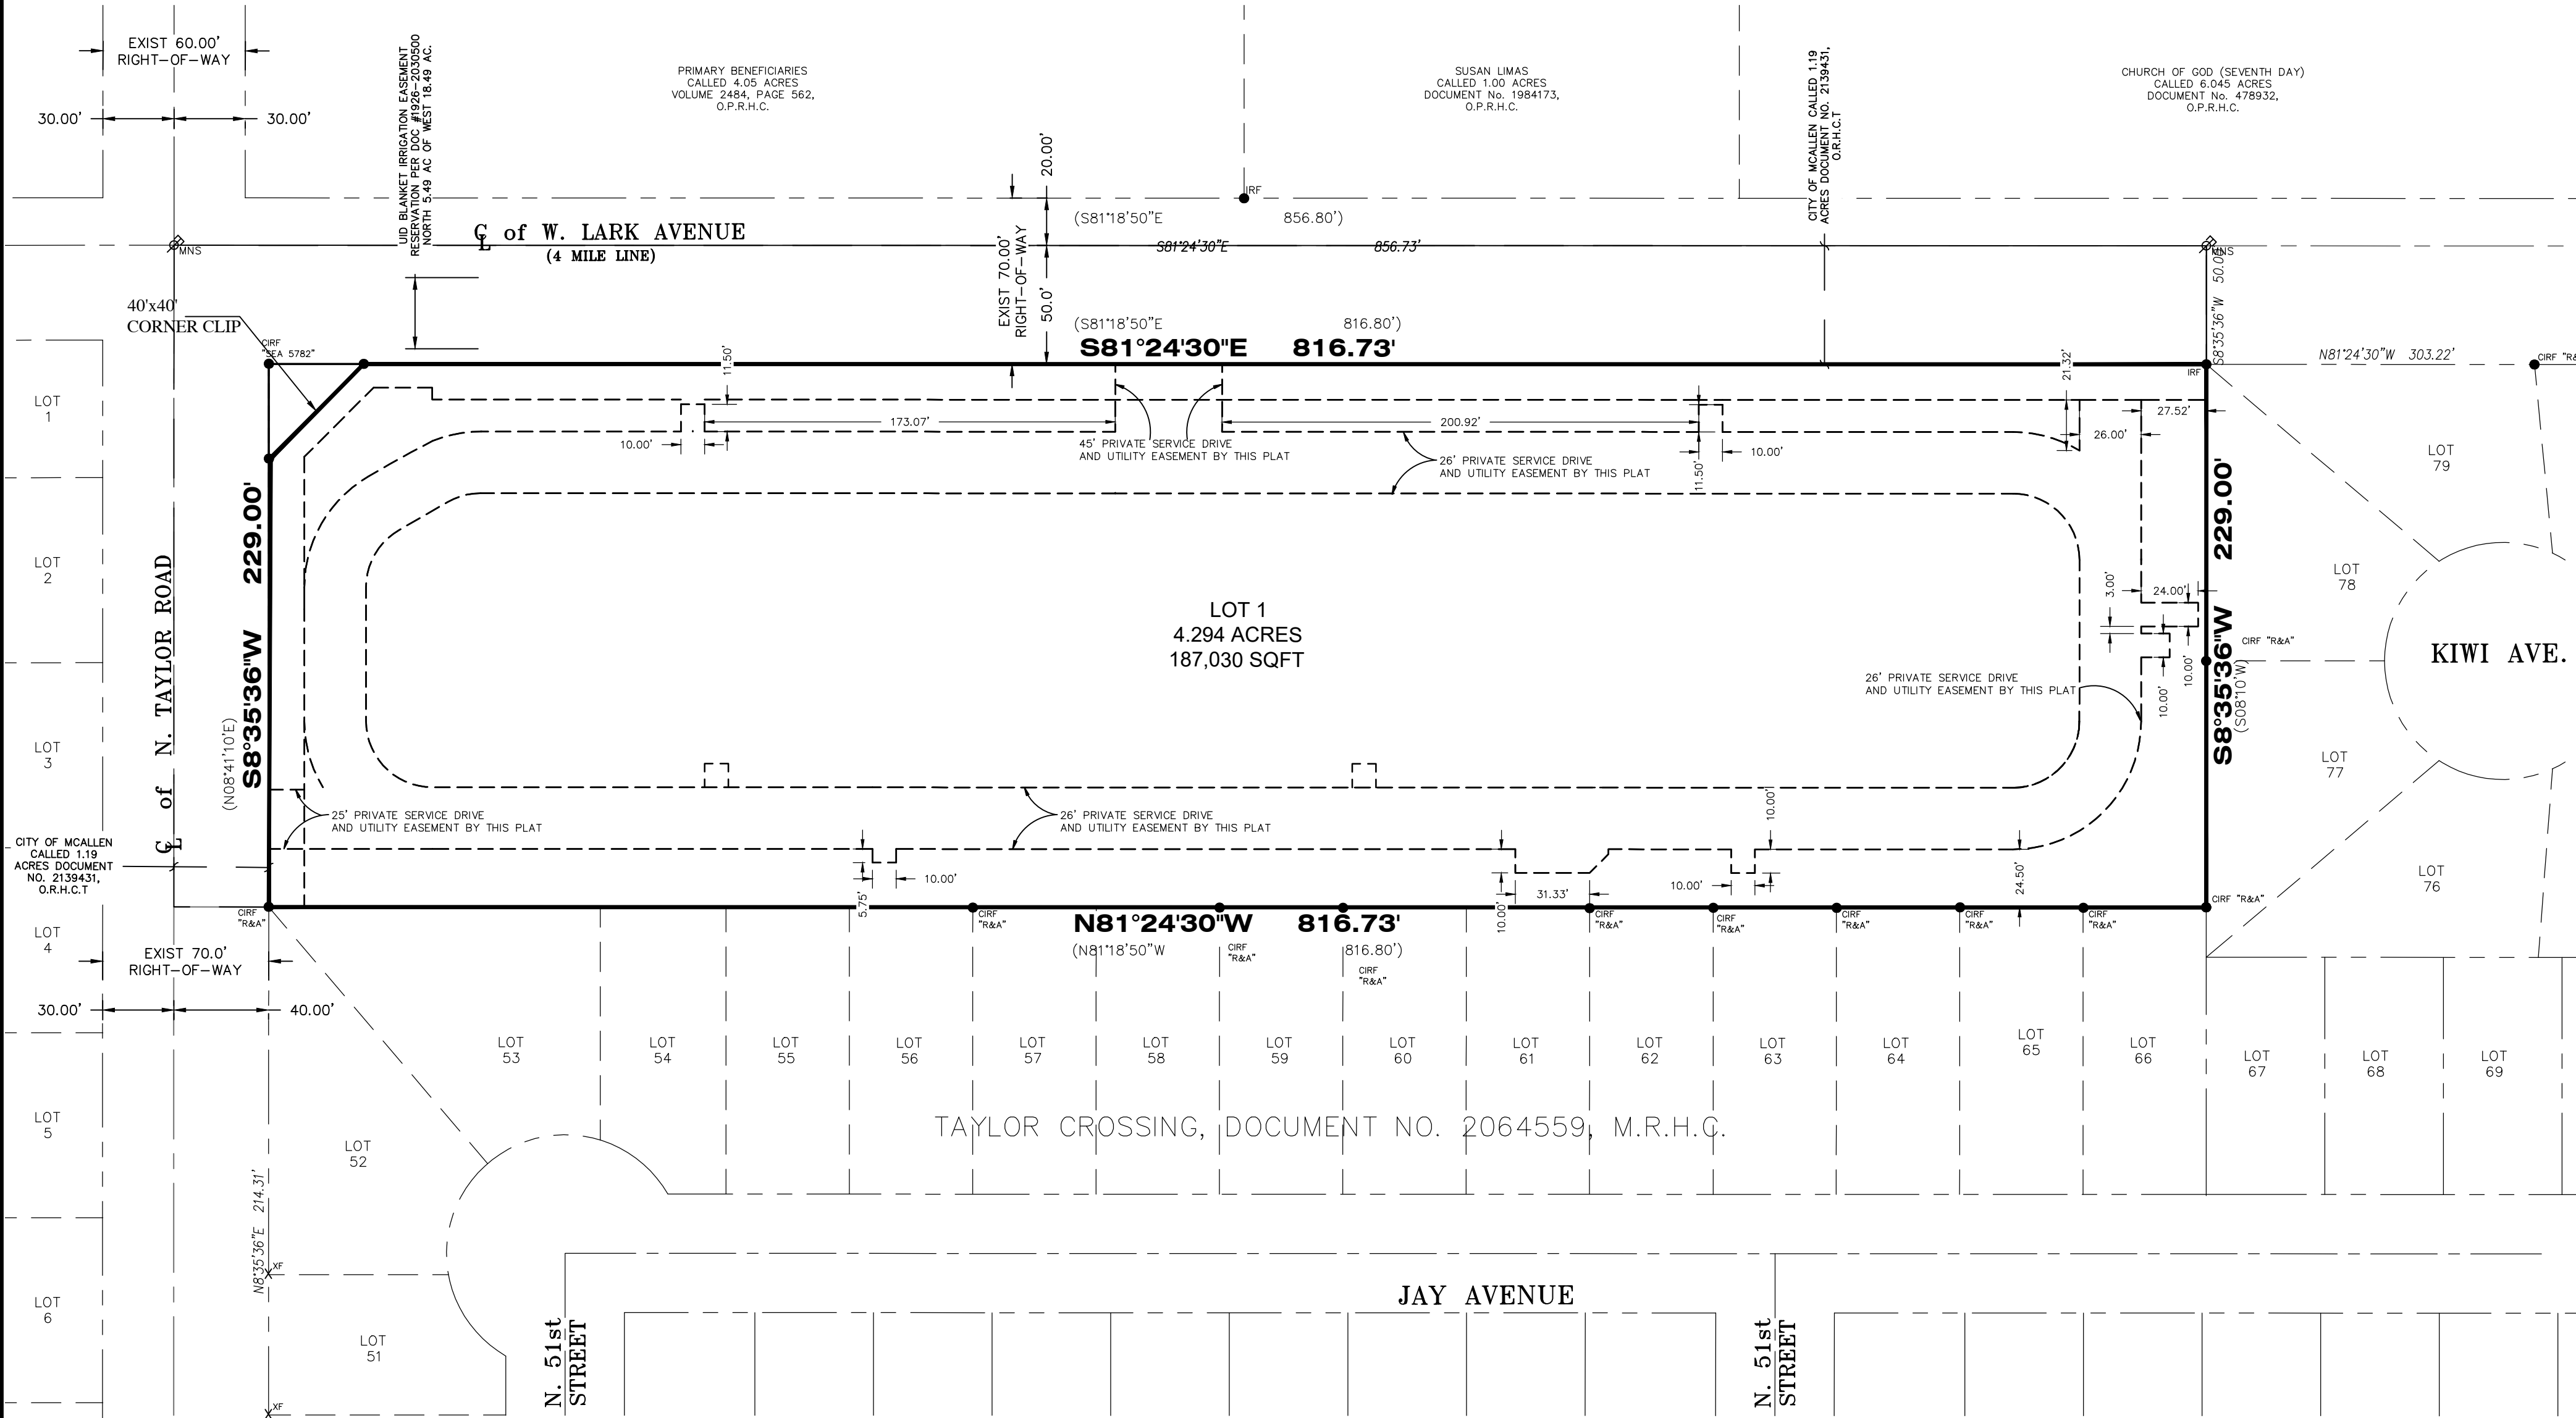 EXIST 60.00'
RIGHT-OF-WAY
30.00'
30.00'
UID BLANKET IRRIGATION EASEMENT
RESERVATION PER DOC #1926-2030500
NORTH 5.49 AC OF WEST 18.49 AC.
PRIMARY BENEFICIARIES
CALLED 4.05 ACRES
VOLUME 2484, PAGE 562,
O.P.R.H.C.
SUSAN LIMAS
CALLED 1.00 ACRES
DOCUMENT No. 1984173,
O.P.R.H.C.
CITY OF MCALLEN CALLED 1.19
ACRES DOCUMENT NO. 2139431,
O.R.H.C.T
CHURCH OF GOD (SEVENTH DAY)
CALLED 6.045 ACRES
DOCUMENT No. 478932,
O.P.R.H.C.
20.00'
IRF
(S81°18'50"E 856.80')
℄ of W. LARK AVENUE
(4 MILE LINE)
S81°24'30"E 856.73'
MNS
MNS
EXIST 70.00'
RIGHT-OF-WAY
50.0'
S8°35'36"W 50.00'
40'x40'
CORNER CLIP
CIRF
"SEA 5782"
(S81°18'50"E 816.80')
S81°24'30"E 816.73'
IRF
N81°24'30"W 303.22'
CIRF "R&
11.50'
173.07'
10.00'
45' PRIVATE SERVICE DRIVE
AND UTILITY EASEMENT BY THIS PLAT
200.92'
26' PRIVATE SERVICE DRIVE
AND UTILITY EASEMENT BY THIS PLAT
11.50'
10.00'
21.32'
27.52'
26.00'
LOT
1
LOT
2
LOT
3
LOT
4
LOT
5
LOT
6
℄ of N. TAYLOR ROAD
229.00'
S8°35'36"W
(N08°41'10'E)
LOT 1
4.294 ACRES
187,030 SQFT
3.00'
24.00'
10.00'
10.00'
229.00'
S8°35'36"W
(S08°10'W)
CIRF "R&A"
LOT
79
LOT
78
KIWI AVE.
LOT
77
LOT
76
26' PRIVATE SERVICE DRIVE
AND UTILITY EASEMENT BY THIS PLAT
25' PRIVATE SERVICE DRIVE
AND UTILITY EASEMENT BY THIS PLAT
26' PRIVATE SERVICE DRIVE
AND UTILITY EASEMENT BY THIS PLAT
CITY OF MCALLEN
CALLED 1.19
ACRES DOCUMENT
NO. 2139431,
O.R.H.C.T
5.75'
10.00'
10.00'
31.33'
10.00'
10.00'
24.50'
CIRF
"R&A"
CIRF
"R&A"
N81°24'30"W 816.73'
(N81°18'50"W 816.80')
CIRF
"R&A"
CIRF
"R&A"
CIRF
"R&A"
CIRF
"R&A"
CIRF
"R&A"
CIRF
"R&A"
CIRF
"R&A"
CIRF "R&A"
EXIST 70.0'
RIGHT-OF-WAY
30.00'
40.00'
LOT
53
LOT
54
LOT
55
LOT
56
LOT
57
LOT
58
LOT
59
LOT
60
LOT
61
LOT
62
LOT
63
LOT
64
LOT
65
LOT
66
LOT
67
LOT
68
LOT
69
TAYLOR CROSSING, DOCUMENT NO. 2064559, M.R.H.C.
LOT
52
N8°35'36"E 214.31'
XF
LOT
51
XF
JAY AVENUE
N. 51st
STREET
N. 51st
STREET